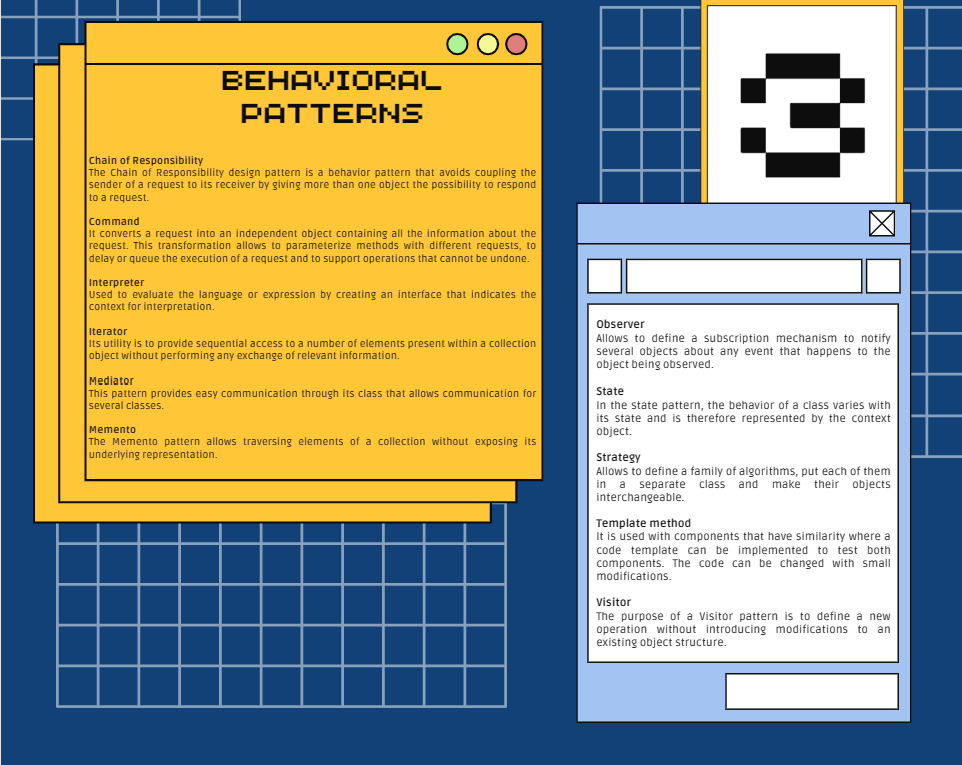 BEHAVIORAL
PATTERNS
Chain of Responsibility
The Chain of Responsibility design pattern is a behavior pattern that avoids coupling the
sender of a request to its receiver by giving more than one object the possibility to respond
to a request.
Command
It converts a request into an independent object containing all the information about the
request. This transformation allows to parameterize methods with different requests, to
delay or queue the execution of a request and to support operations that cannot be undone.
Interpreter
Used to evaluate the language or expression by creating an interface that indicates the
context for interpretation.
Iterator
Its utility is to provide sequential access to a number of elements present within a collection
object without performing any exchange of relevant information.
Mediator
This pattern provides easy communication through its class that allows communication for
several classes.
Memento
The Memento pattern allows traversing elements of a collection without exposing its
underlying representation.
3
Observer
Allows to define a subscription mechanism to notify
several objects about any event that happens to the
object being observed.
State
In the state pattern, the behavior of a class varies with
its state and is therefore represented by the context
object.
Strategy
Allows to define a family of algorithms, put each of them
in a separate class and make their objects
interchangeable.
Template method
It is used with components that have similarity where a
code template can be implemented to test both
components. The code can be changed with small
modifications.
Visitor
The purpose of a Visitor pattern is to define a new
operation without introducing modifications to an
existing object structure.